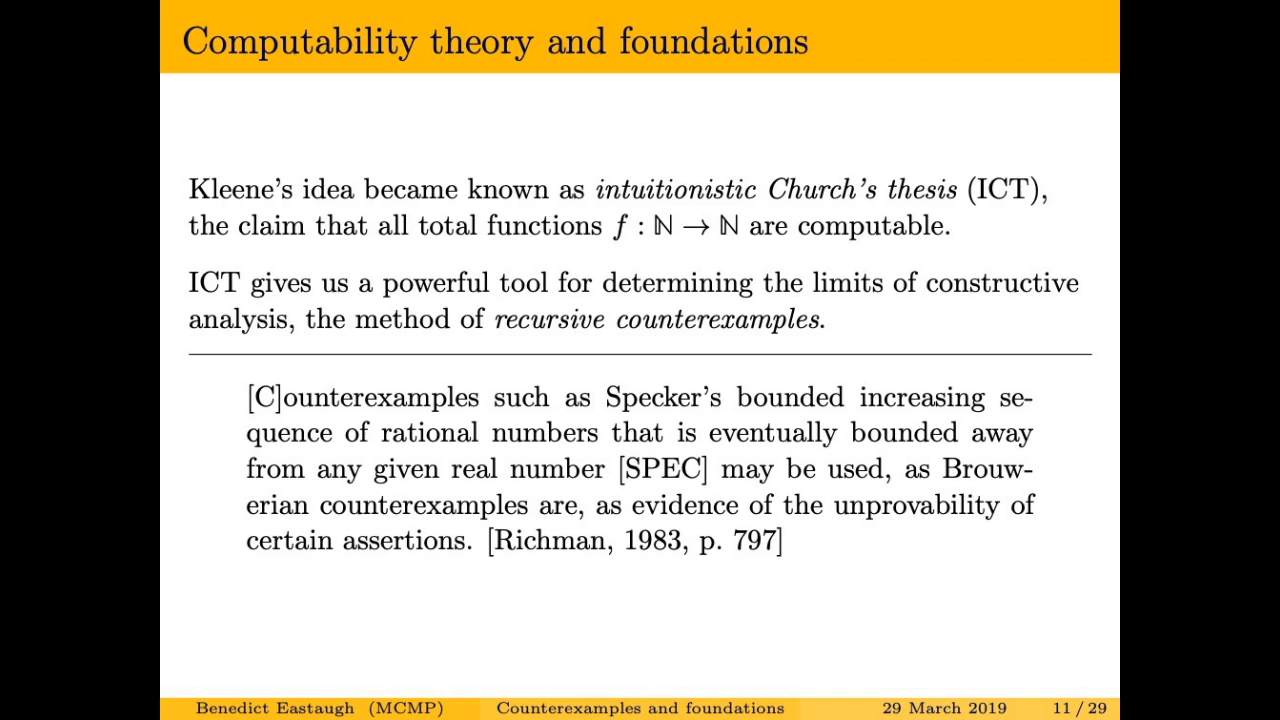 Computability theory and foundations
Kleene's idea became known as intuitionistic Church's thesis (ICT),
the claim that all total functions f : ℕ → ℕ are computable.
ICT gives us a powerful tool for determining the limits of constructive
analysis, the method of recursive counterexamples.
[C]ounterexamples such as Specker's bounded increasing se-
quence of rational numbers that is eventually bounded away
from any given real number [SPEC] may be used, as Brouw-
erian counterexamples are, as evidence of the unprovability of
certain assertions. [Richman, 1983, p. 797]
Benedict Eastaugh (MCMP) Counterexamples and foundations 29 March 2019 11 / 29